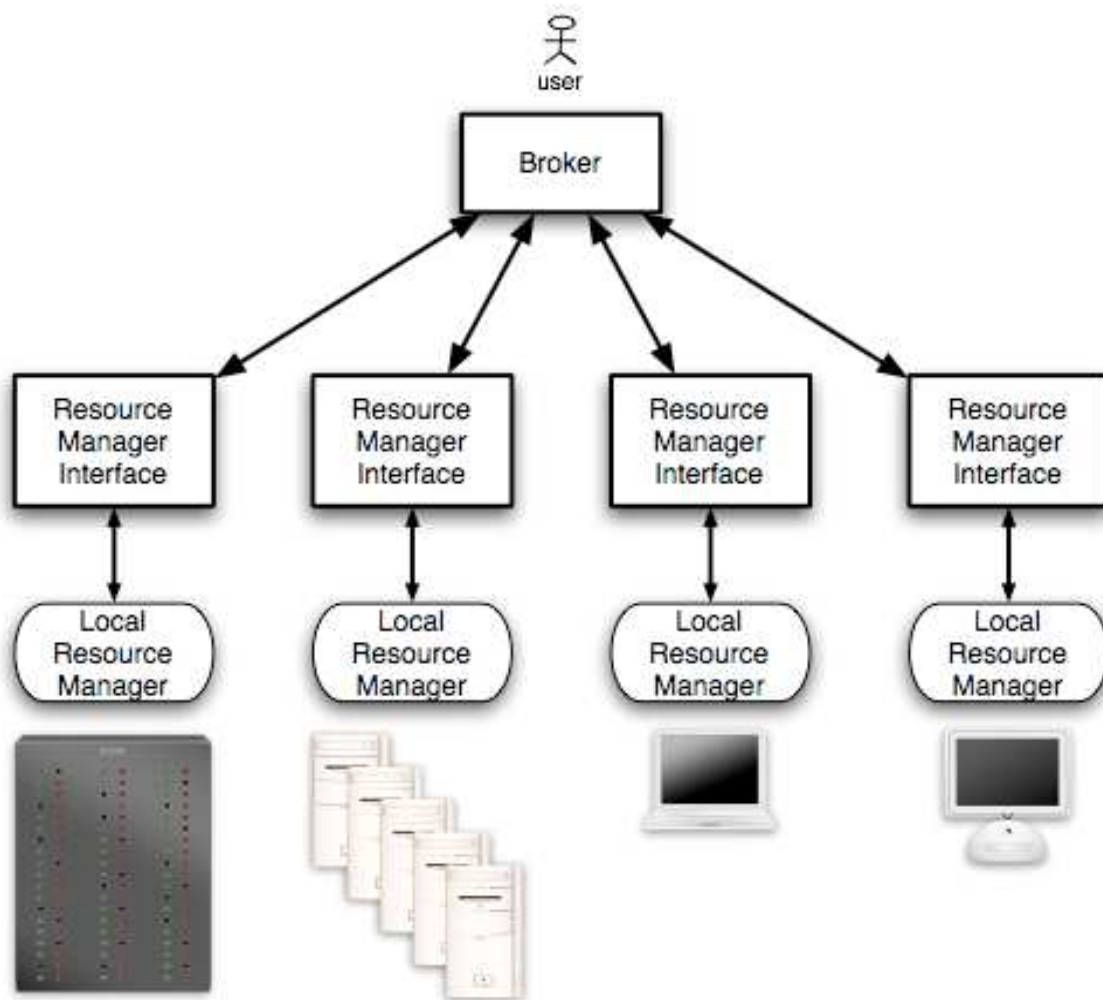 user
Broker
Resource
Manager
Interface
Resource
Manager
Interface
Resource
Manager
Interface
Resource
Manager
Interface
Local
Resource
Manager
Local
Resource
Manager
Local
Resource
Manager
Local
Resource
Manager